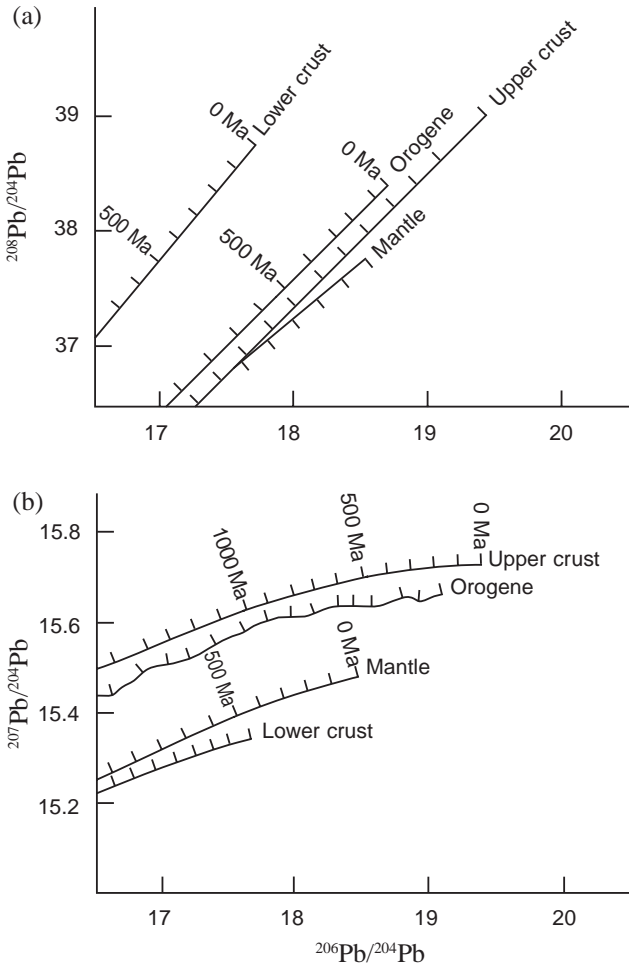 (a)
Lower crust
0 Ma
500 Ma
Upper crust
0 Ma
Orogene
500 Ma
Mantle
39
38
37
²⁰⁸Pb/²⁰⁴Pb
17 18 19 20
(b)
15.8
15.6
15.4
15.2
²⁰⁷Pb/²⁰⁴Pb
1000 Ma
500 Ma
0 Ma
Upper crust
Orogene
500 Ma
0 Ma
Mantle
Lower crust
17 18 19 20
²⁰⁶Pb/²⁰⁴Pb